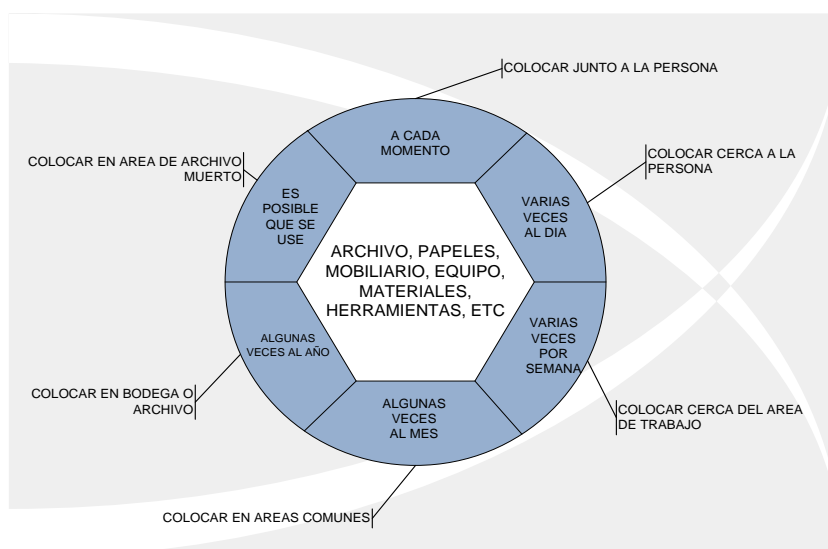 COLOCAR JUNTO A LA PERSONA
A CADA
MOMENTO
COLOCAR CERCA A LA
PERSONA
VARIAS
VECES
AL DIA
VARIAS
VECES
POR
SEMANA
COLOCAR CERCA DEL AREA
DE TRABAJO
ALGUNAS
VECES
AL MES
COLOCAR EN AREAS COMUNES
ALGUNAS
VECES AL AÑO
COLOCAR EN BODEGA O
ARCHIVO
ES
POSIBLE
QUE SE
USE
COLOCAR EN AREA DE ARCHIVO
MUERTO
ARCHIVO, PAPELES,
MOBILIARIO, EQUIPO,
MATERIALES,
HERRAMIENTAS, ETC